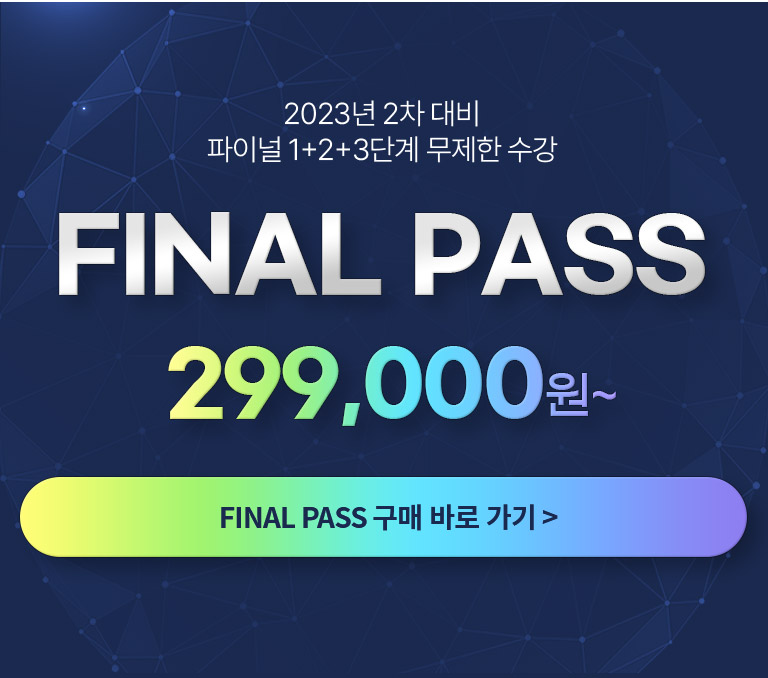 2023년 2차 대비
파이널 1+2+3단계 무제한 수강
FINAL PASS
299,000원~
FINAL PASS 구매 바로 가기 >